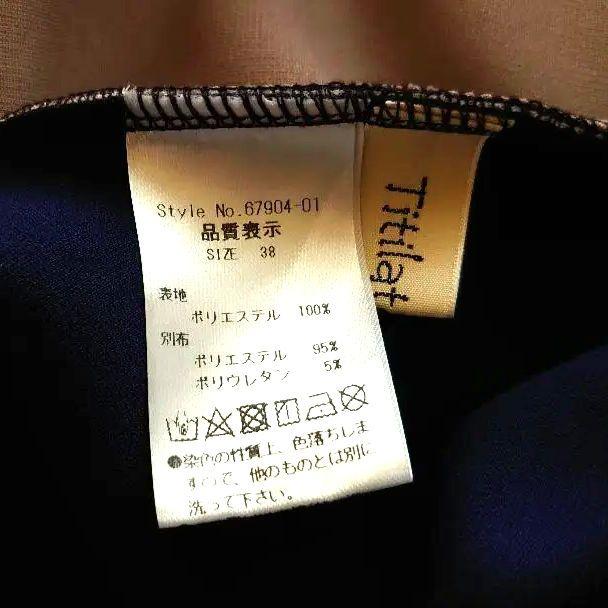 Style No.67904-01
品質表示
SIZE 38
表地
ポリエステル 100%
別布
ポリエステル 95%
ポリウレタン 5%
●染色の性質上、色落ちしま
すので、他のものとは別に
洗って下さい。
Titilat